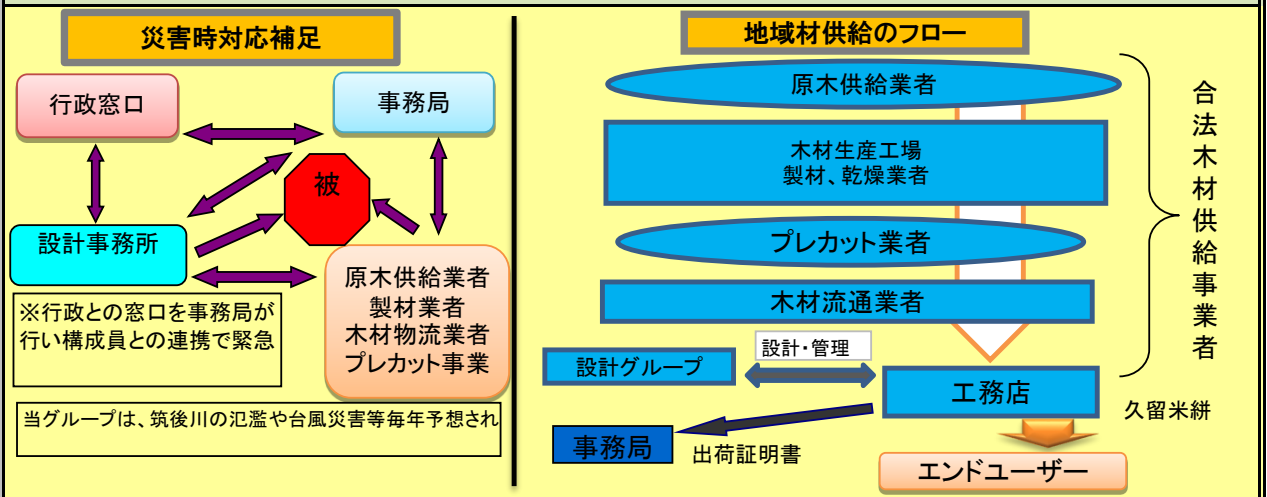 災害時対応補足
行政窓口
事務局
被
設計事務所
原木供給業者
製材業者
木材物流業者
プレカット事業
※行政との窓口を事務局が
行い構成員との連携で緊急
当グループは、筑後川の氾濫や台風災害等毎年予想され
地域材供給のフロー
原木供給業者
木材生産工場
製材、乾燥業者
プレカット業者
木材流通業者
合法木材供給事業者
設計・管理
設計グループ
工務店
久留米絣
事務局
出荷証明書
エンドユーザー